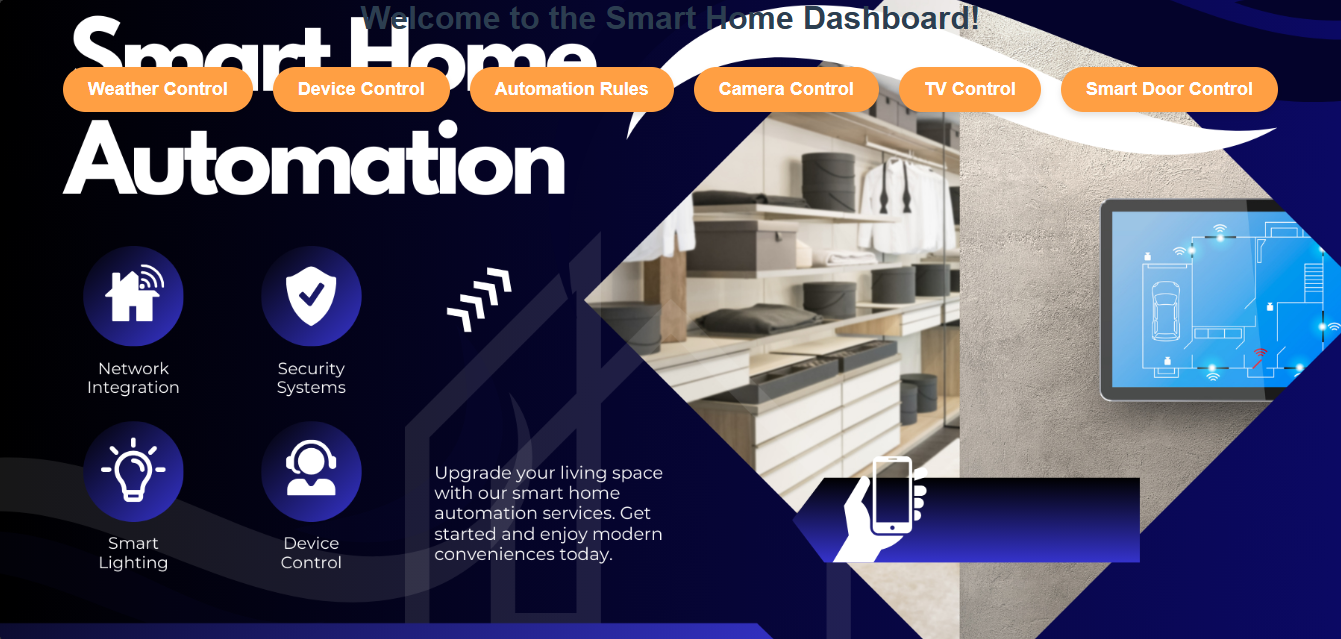 Welcome to the Smart Home Dashboard!
Smart Home
Weather Control
Device Control
Automation Rules
Camera Control
TV Control
Smart Door Control
Automation
Network
Integration
Security
Systems
Smart
Lighting
Device
Control
Upgrade your living space
with our smart home
automation services. Get
started and enjoy modern
conveniences today.